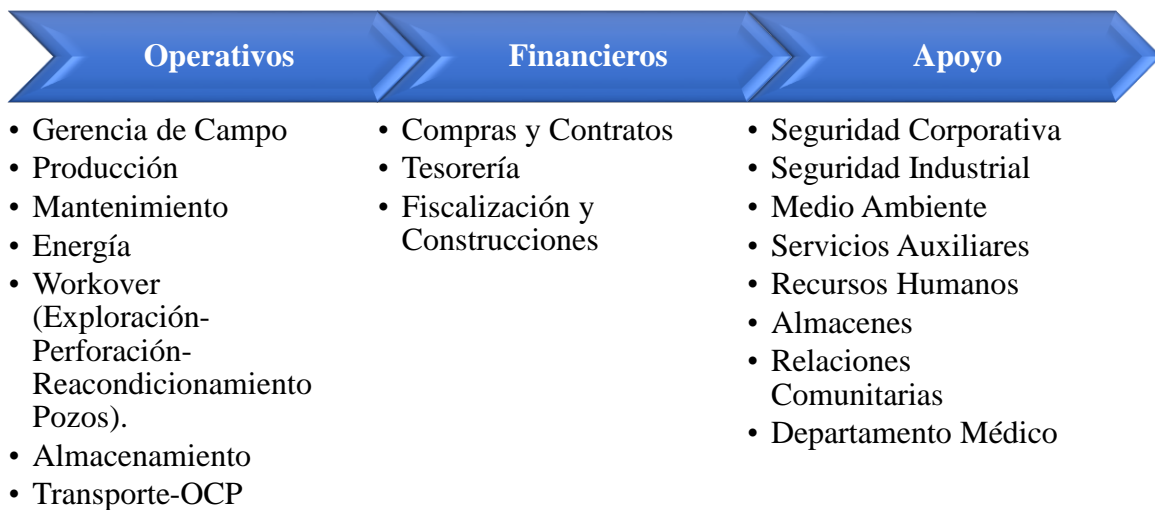 Operativos
• Gerencia de Campo
• Producción
• Mantenimiento
• Energía
• Workover
(Exploración-
Perforación-
Reacondicionamiento
Pozos).
• Almacenamiento
• Transporte-OCP
Financieros
• Compras y Contratos
• Tesorería
• Fiscalización y
Construcciones
Apoyo
• Seguridad Corporativa
• Seguridad Industrial
• Medio Ambiente
• Servicios Auxiliares
• Recursos Humanos
• Almacenes
• Relaciones
Comunitarias
• Departamento Médico